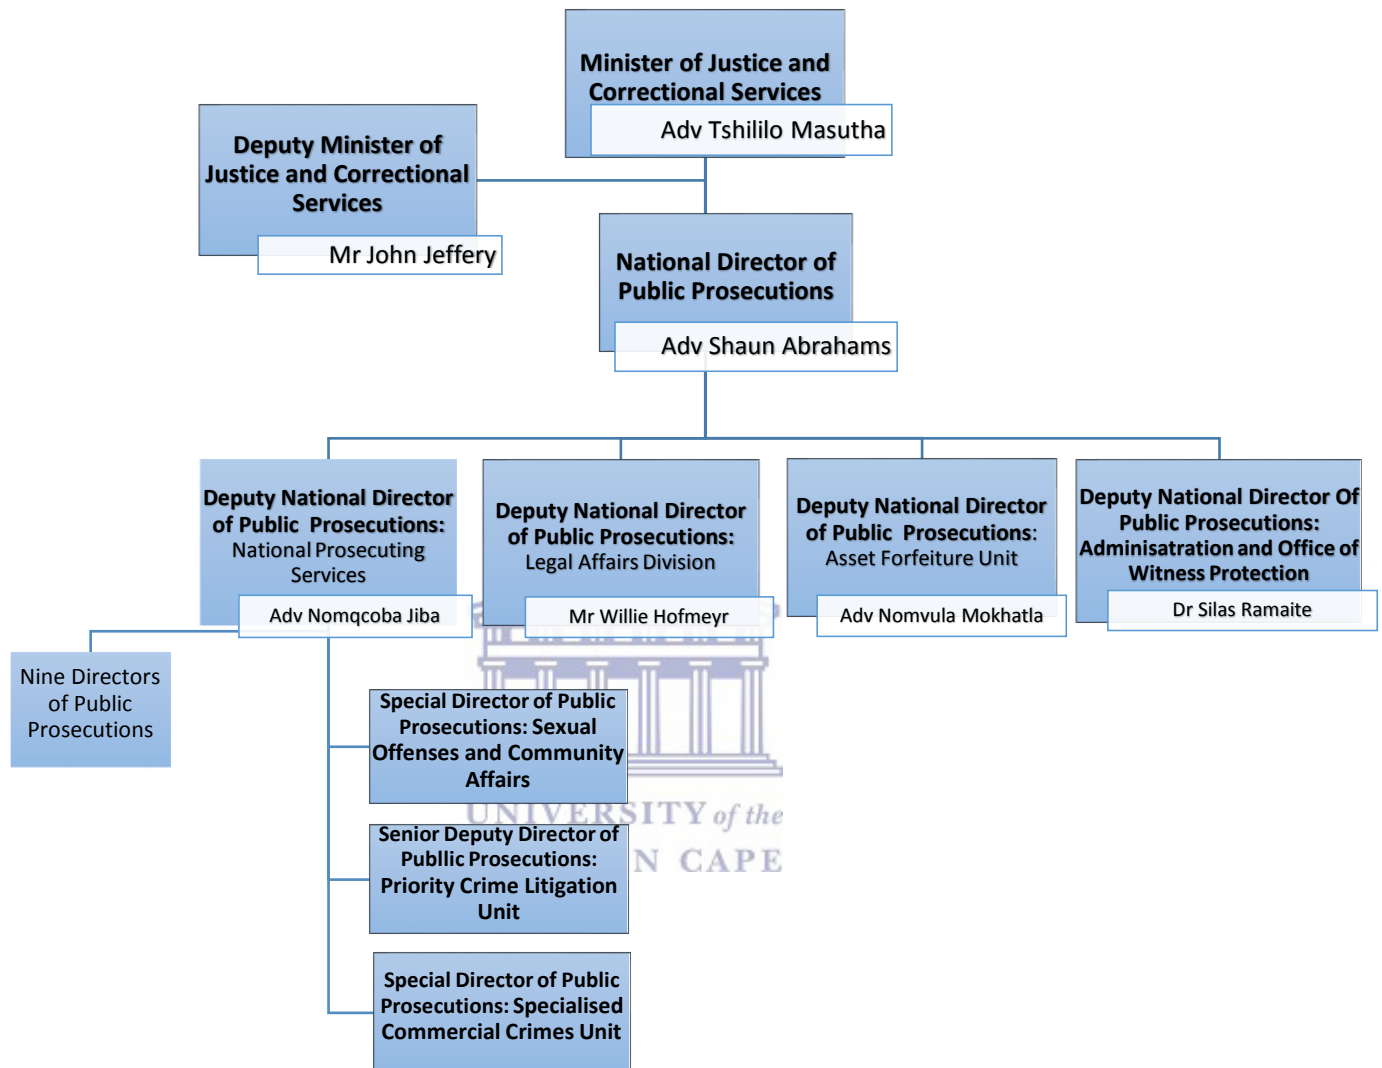 Minister of Justice and
Correctional Services
Adv Tshililo Masutha
Deputy Minister of
Justice and Correctional
Services
Mr John Jeffery
National Director of
Public Prosecutions
Adv Shaun Abrahams
Deputy National Director
of Public Prosecutions:
National Prosecuting
Services
Adv Nomqcoba Jiba
Deputy National Director
of Public Prosecutions:
Legal Affairs Division
Mr Willie Hofmeyr
Deputy National Director
of Public Prosecutions:
Asset Forfeiture Unit
Adv Nomvula Mokhatla
Deputy National Director Of
Public Prosecutions:
Adminisatration and Office of
Witness Protection
Dr Silas Ramaite
Nine Directors
of Public
Prosecutions
Special Director of Public
Prosecutions: Sexual
Offenses and Community
Affairs
Senior Deputy Director of
Publlic Prosecutions:
Priority Crime Litigation
Unit
Special Director of Public
Prosecutions: Specialised
Commercial Crimes Unit
UNIVERSITY of the
N CAPE